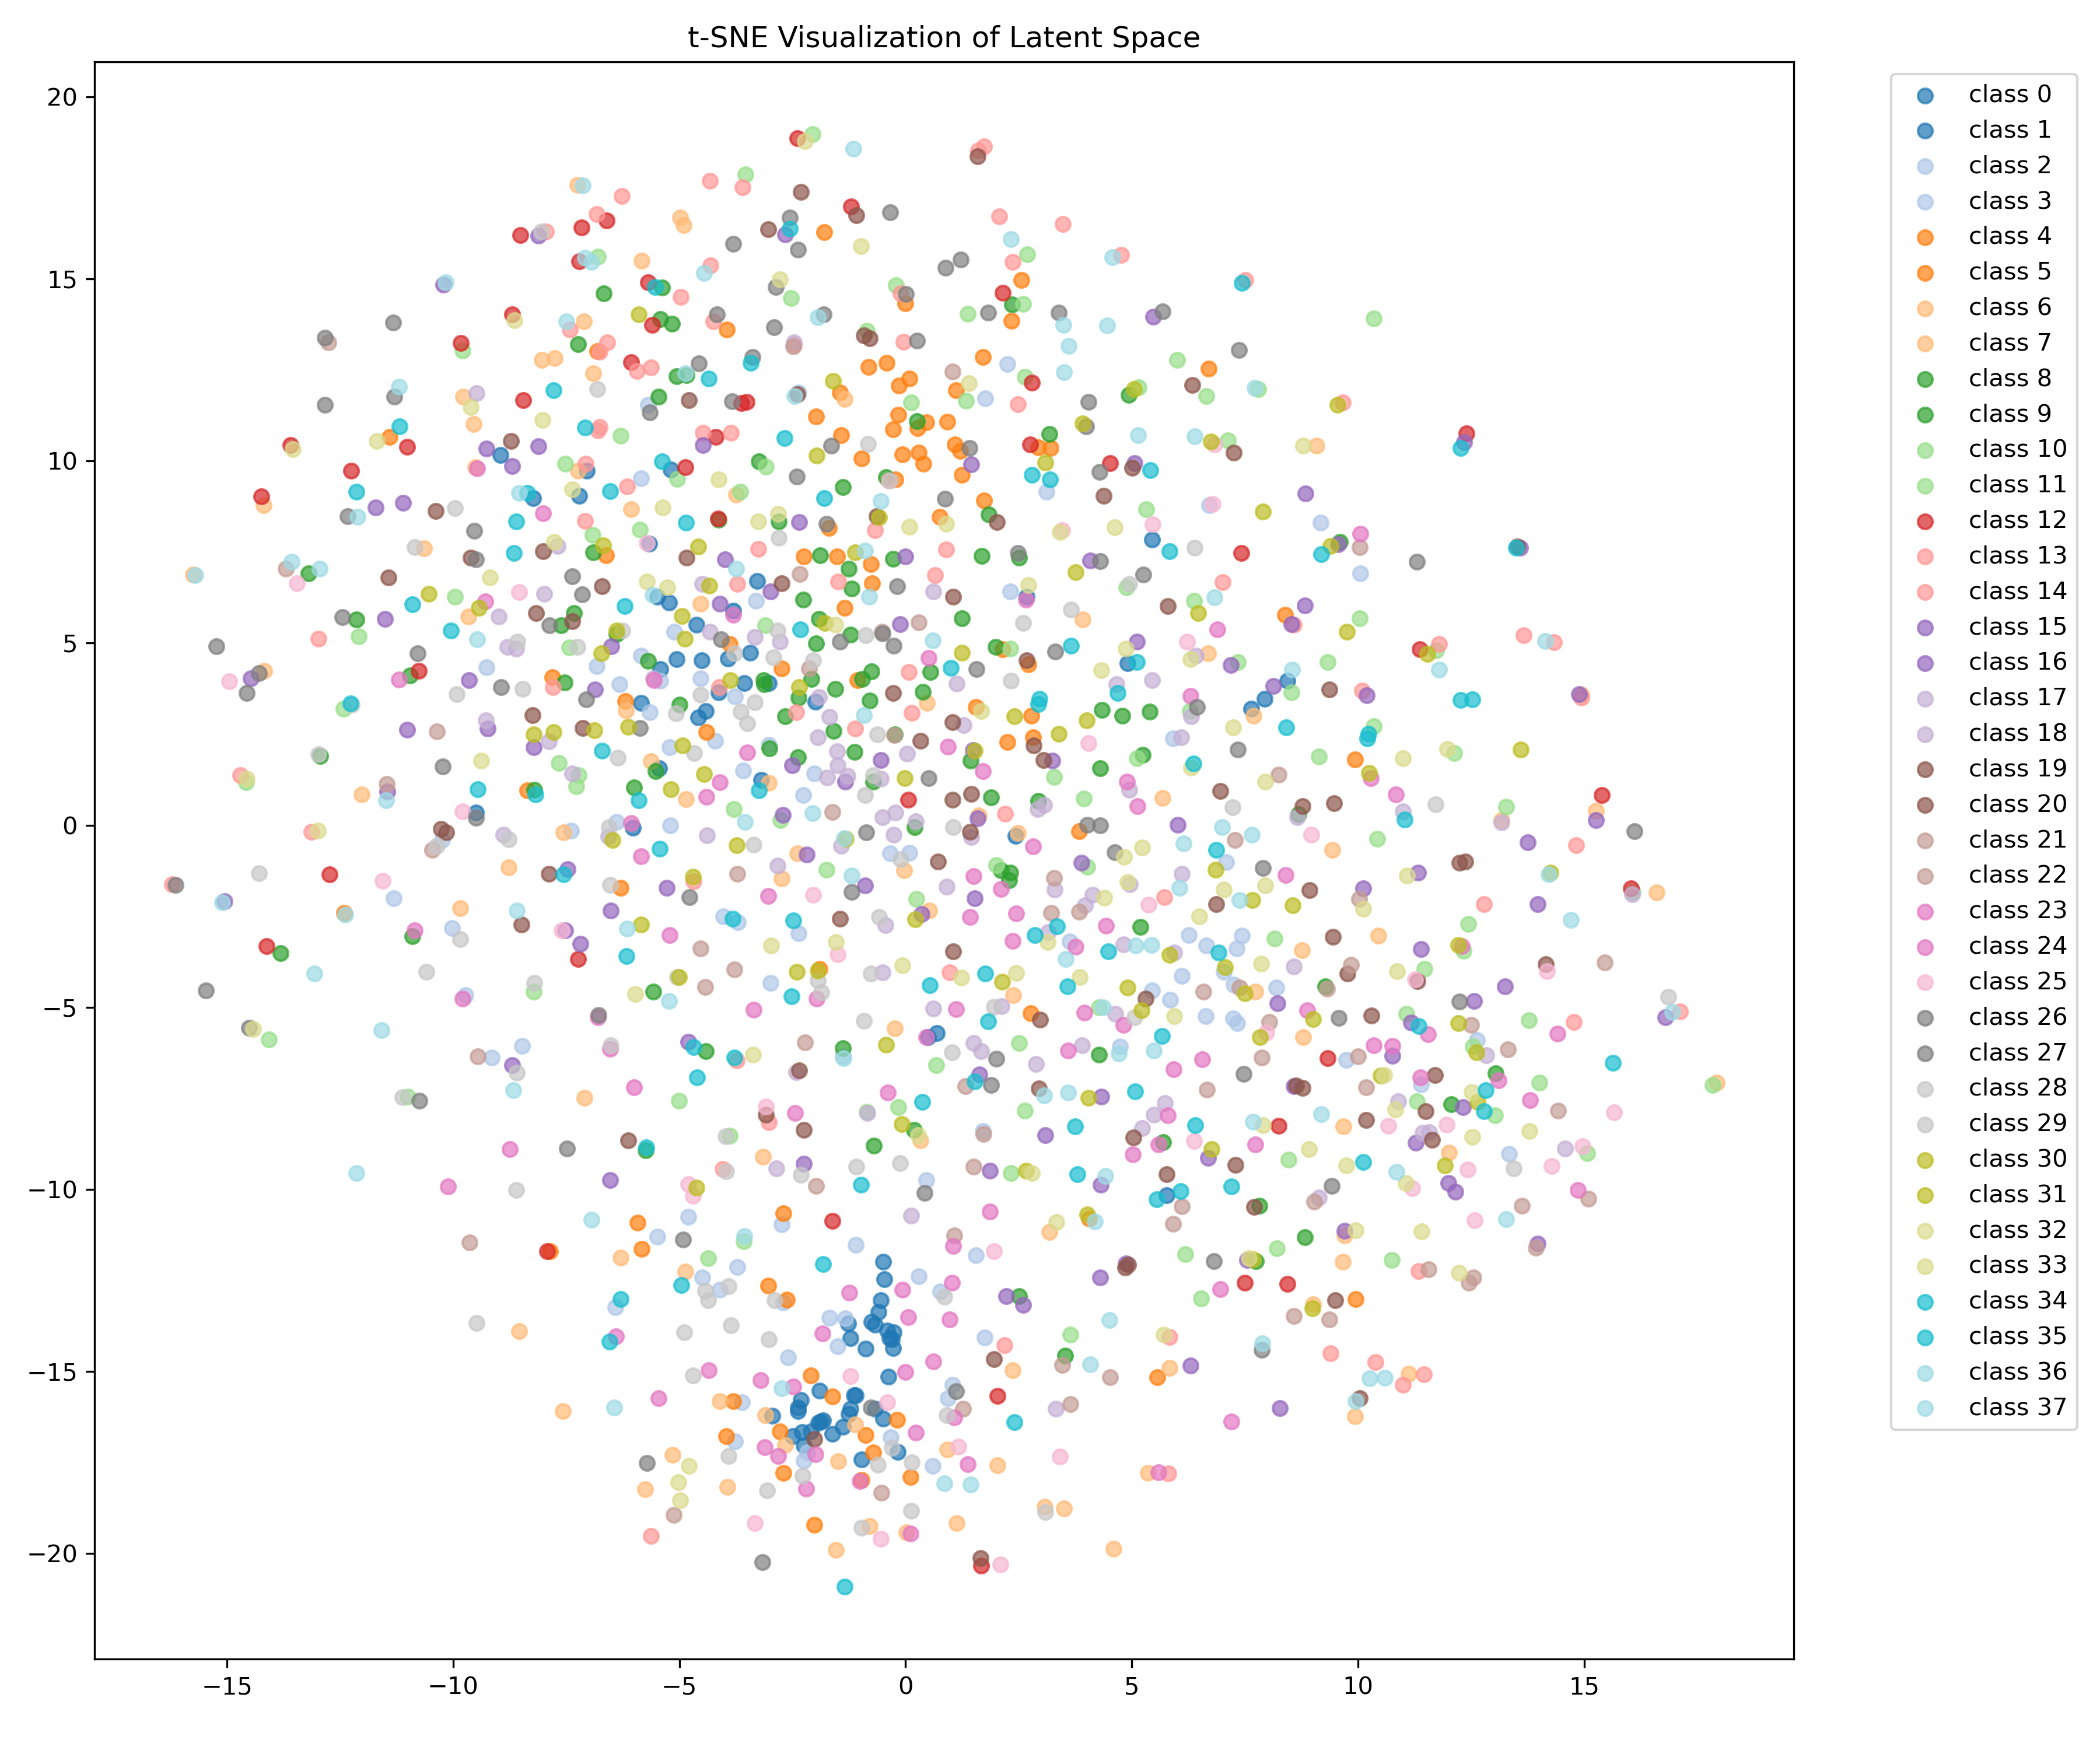 t-SNE Visualization of Latent Space
20
15
10
5
0
−5
−10
−15
−20
−15
−10
−5
0
5
10
15
class 0
class 1
class 2
class 3
class 4
class 5
class 6
class 7
class 8
class 9
class 10
class 11
class 12
class 13
class 14
class 15
class 16
class 17
class 18
class 19
class 20
class 21
class 22
class 23
class 24
class 25
class 26
class 27
class 28
class 29
class 30
class 31
class 32
class 33
class 34
class 35
class 36
class 37